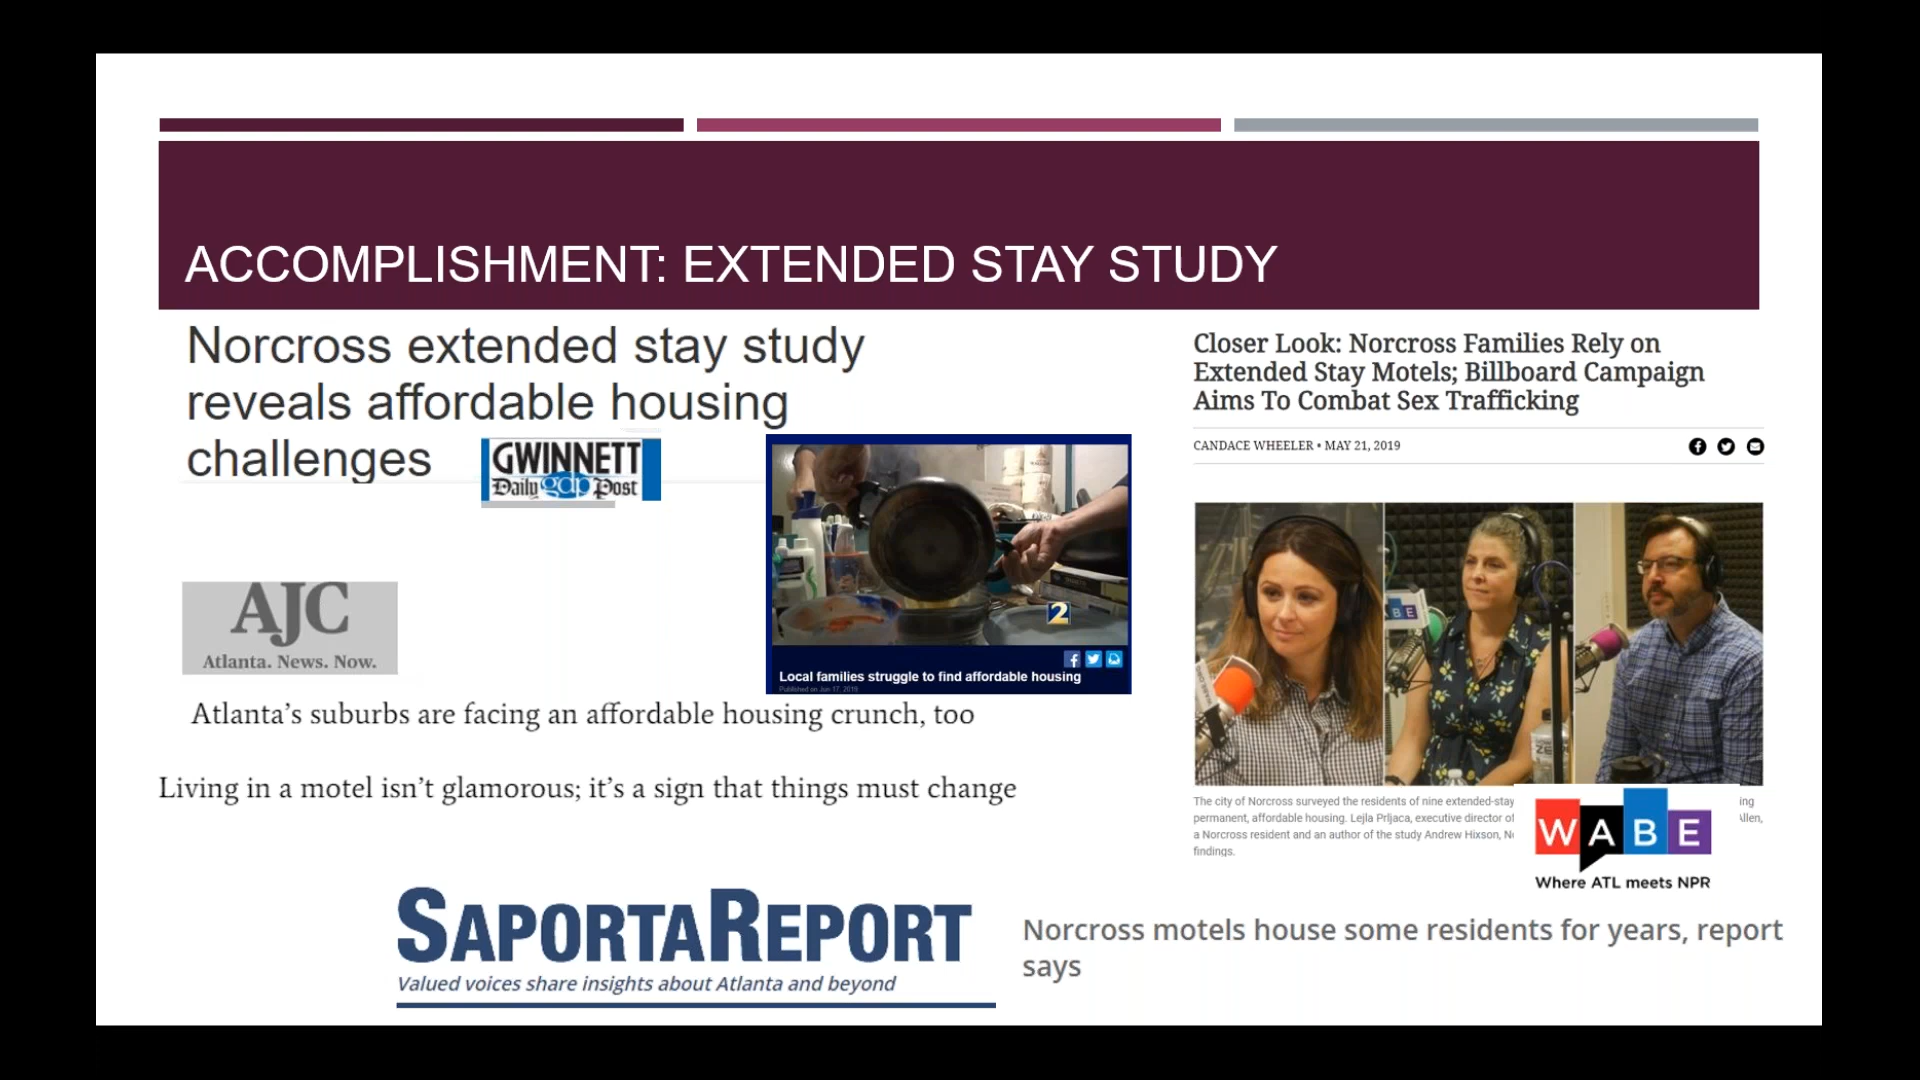 ACCOMPLISHMENT: EXTENDED STAY STUDY
Norcross extended stay study
reveals affordable housing
challenges
GWINNETT
Daily gdp Post
AJC
Atlanta. News. Now.
2
Local families struggle to find affordable housing
Published on Jun 17, 2019
Atlanta’s suburbs are facing an affordable housing crunch, too
Living in a motel isn’t glamorous; it’s a sign that things must change
Closer Look: Norcross Families Rely on
Extended Stay Motels; Billboard Campaign
Aims To Combat Sex Trafficking
CANDACE WHEELER • MAY 21, 2019
The city of Norcross surveyed the residents of nine extended-stay
permanent, affordable housing. Lejla Prljaca, executive director of
a Norcross resident and an author of the study Andrew Hixson,
findings.
WABE
Where ATL meets NPR
SAPORTAREPORT
Valued voices share insights about Atlanta and beyond
Norcross motels house some residents for years, report
says